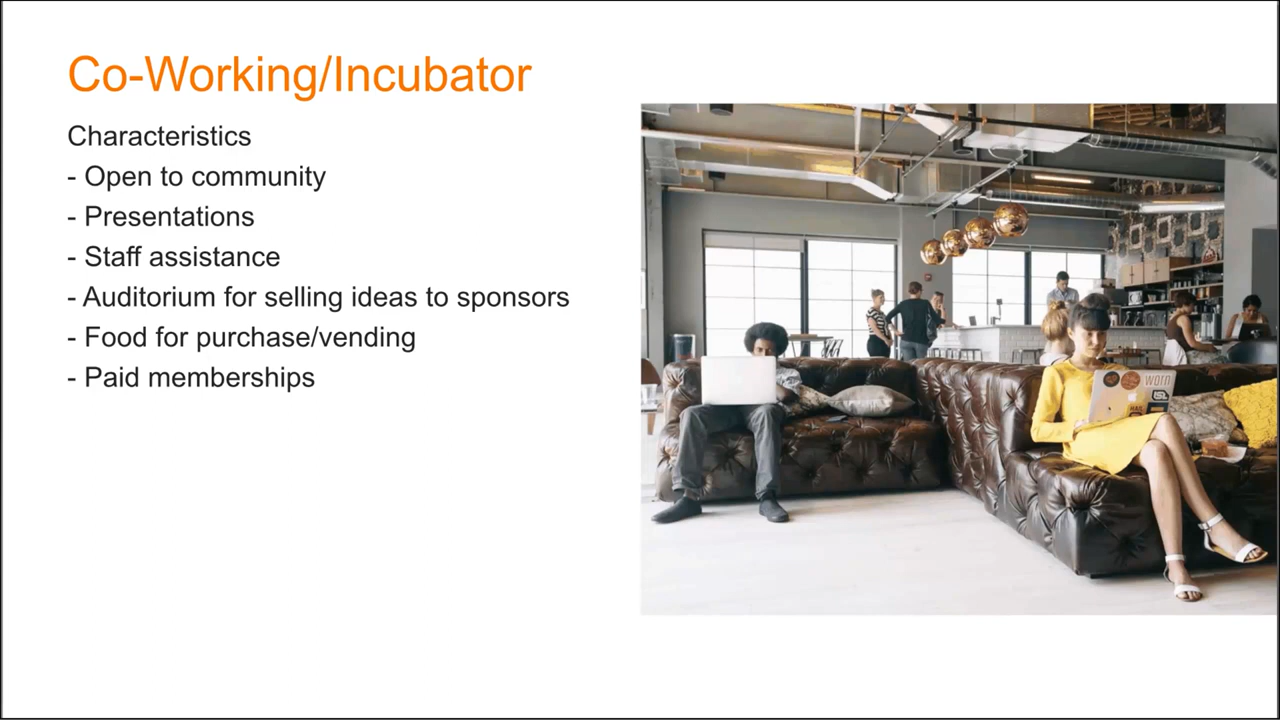 Co-Working/Incubator
Characteristics
- Open to community
- Presentations
- Staff assistance
- Auditorium for selling ideas to sponsors
- Food for purchase/vending
- Paid memberships
worn